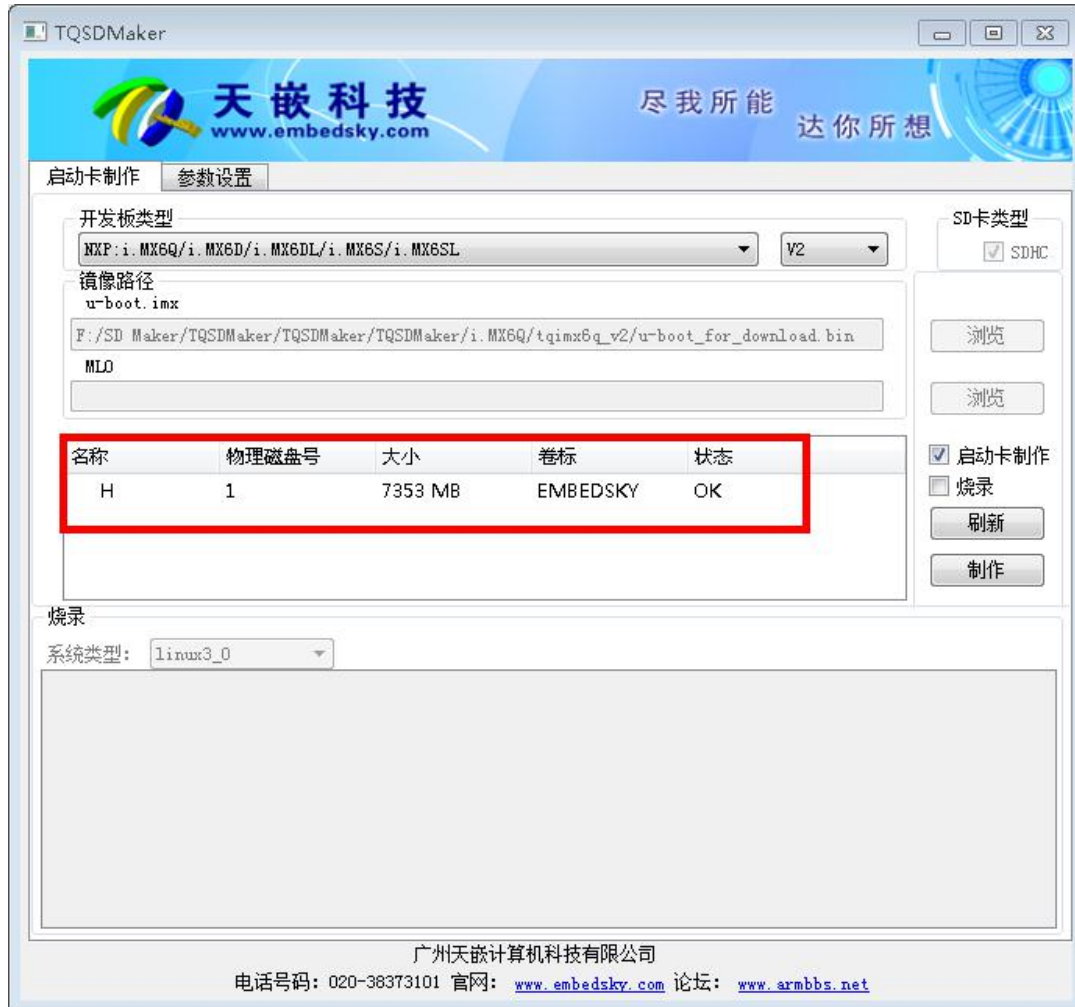 TQSDMaker
天嵌科技
www.embedsky.com
尽我所能
达你所想
启动卡制作 参数设置
开发板类型
SD卡类型
NXP:i.MX6Q/i.MX6D/i.MX6DL/i.MX6S/i.MX6SL V2 SDHC
镜像路径
u-boot.imx
F:/SD Maker/TQSDMaker/TQSDMaker/TQSDMaker/i.MX6Q/tqimx6q_v2/u-boot_for_download.bin 浏览
MLO
浏览
名称 物理磁盘号 大小 卷标 状态
H 1 7353 MB EMBEDSKY OK
启动卡制作
烧录
刷新
制作
烧录
系统类型: linux3_0
广州天嵌计算机科技有限公司
电话号码: 020-38373101 官网: www.embedsky.com 论坛: www.armbbs.net